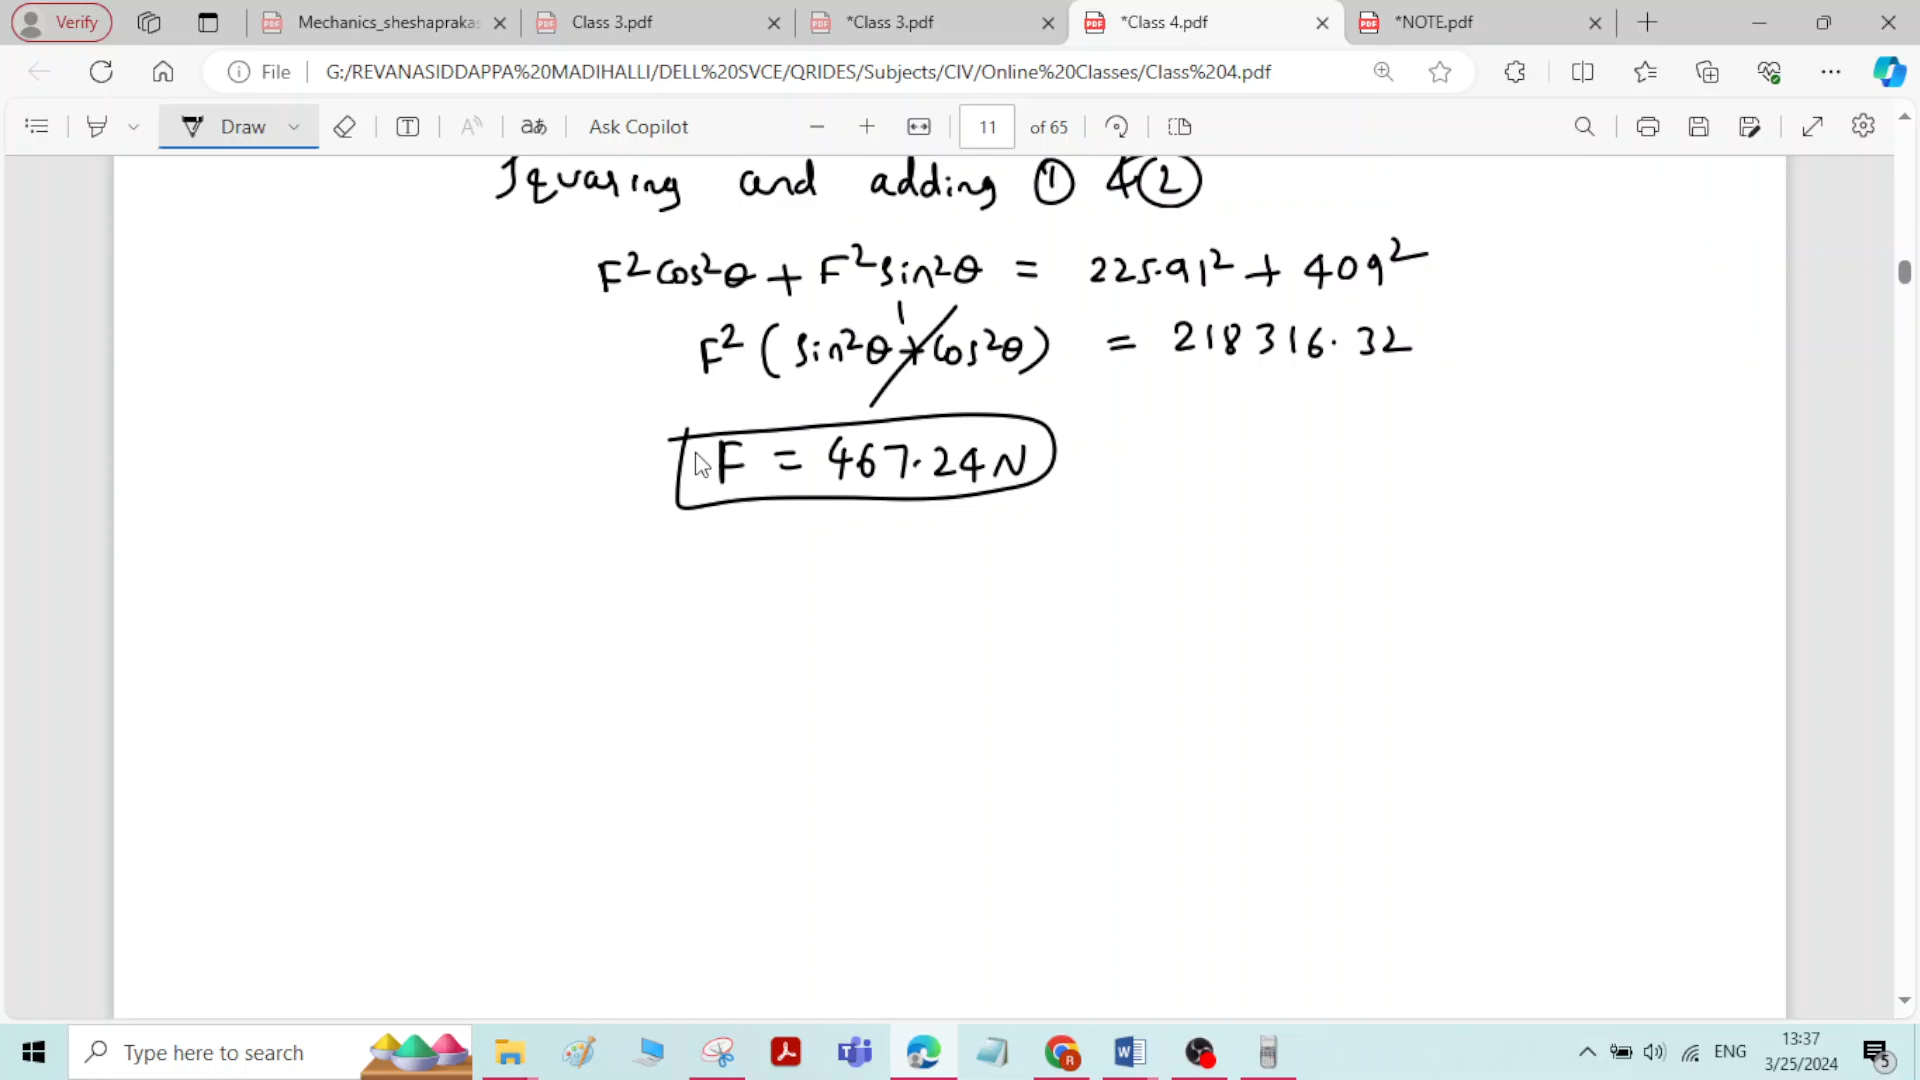 Verify
Mechanics_sheshaprakas
Class 3.pdf
*Class 3.pdf
*Class 4.pdf
*NOTE.pdf
File
G:/REVANASIDDAPPA%20MADIHALLI/DELL%20SVCE/QRIDES/Subjects/CIV/Online%20Classes/Class%204.pdf
Draw
Ask Copilot
11 of 65
Squaring and adding ① & ②
F²Cos²θ + F²Sin²θ = 225.91² + 409²
1
F² (Sin²θ + Cos²θ) = 218316.32
F = 467.24 N
Type here to search
ENG
13:37
3/25/2024
5